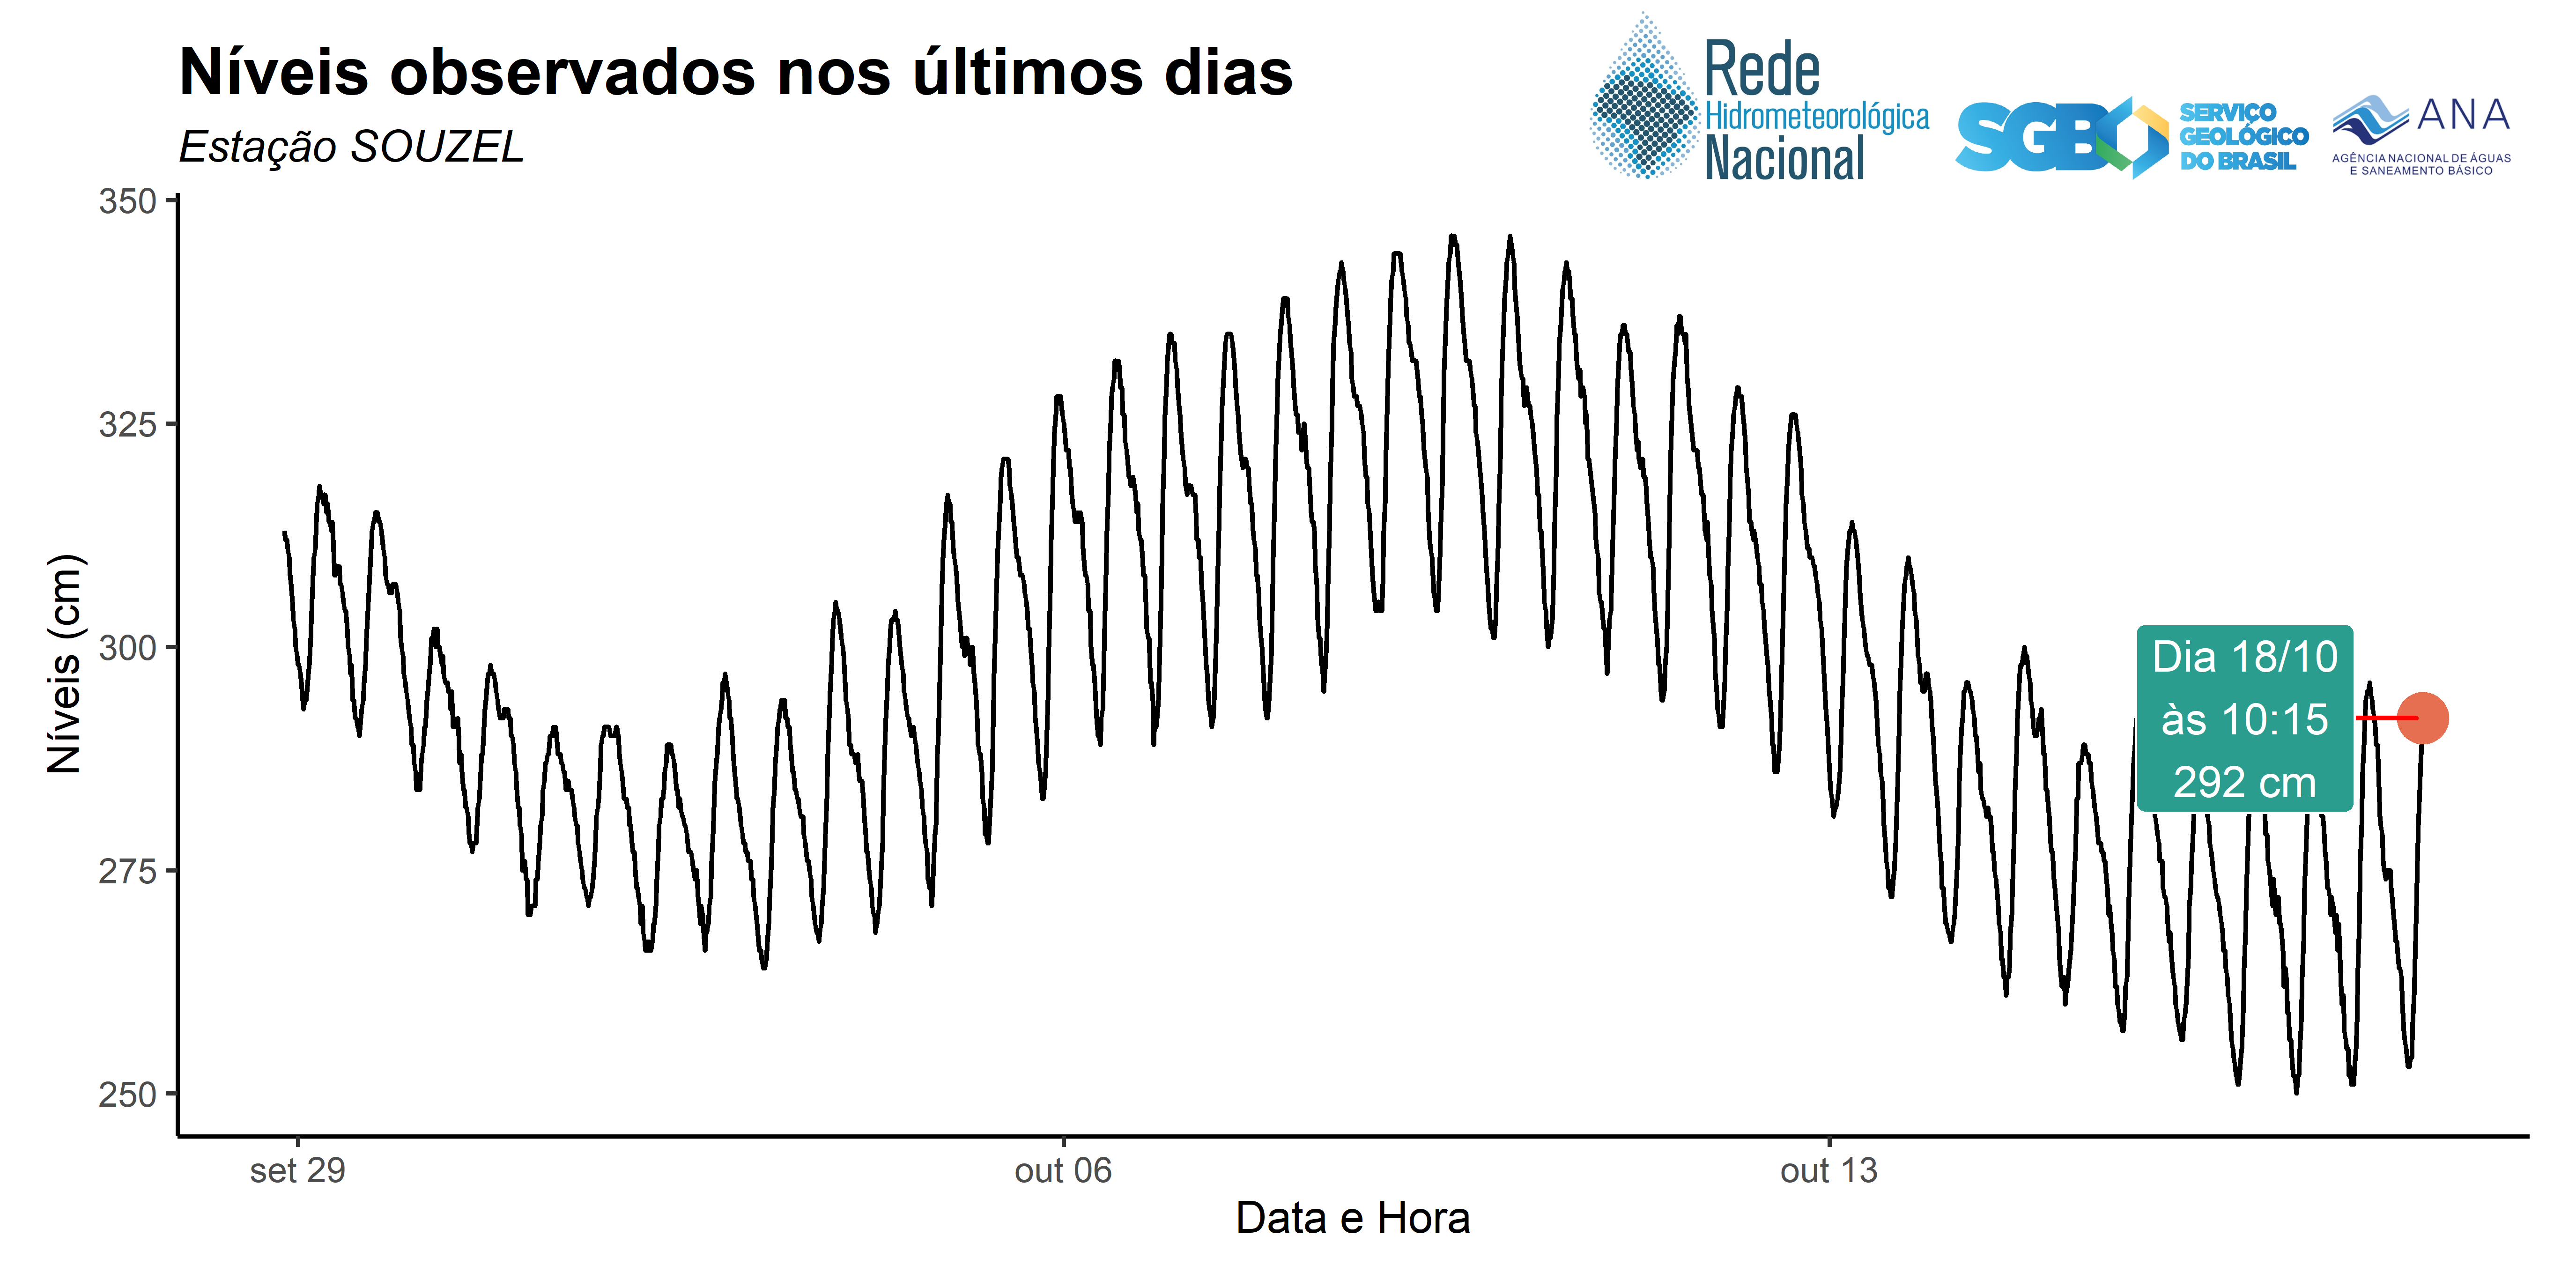 Níveis observados nos últimos dias
Estação SOUZEL
Rede
Hidrometeorológica
Nacional
SGB
SERVIÇO
GEOLÓGICO
DO BRASIL
ANA
AGÊNCIA NACIONAL DE ÁGUAS
E SANEAMENTO BÁSICO
350
325
300
275
250
Níveis (cm)
Dia 18/10
às 10:15
292 cm
set 29
out 06
out 13
Data e Hora